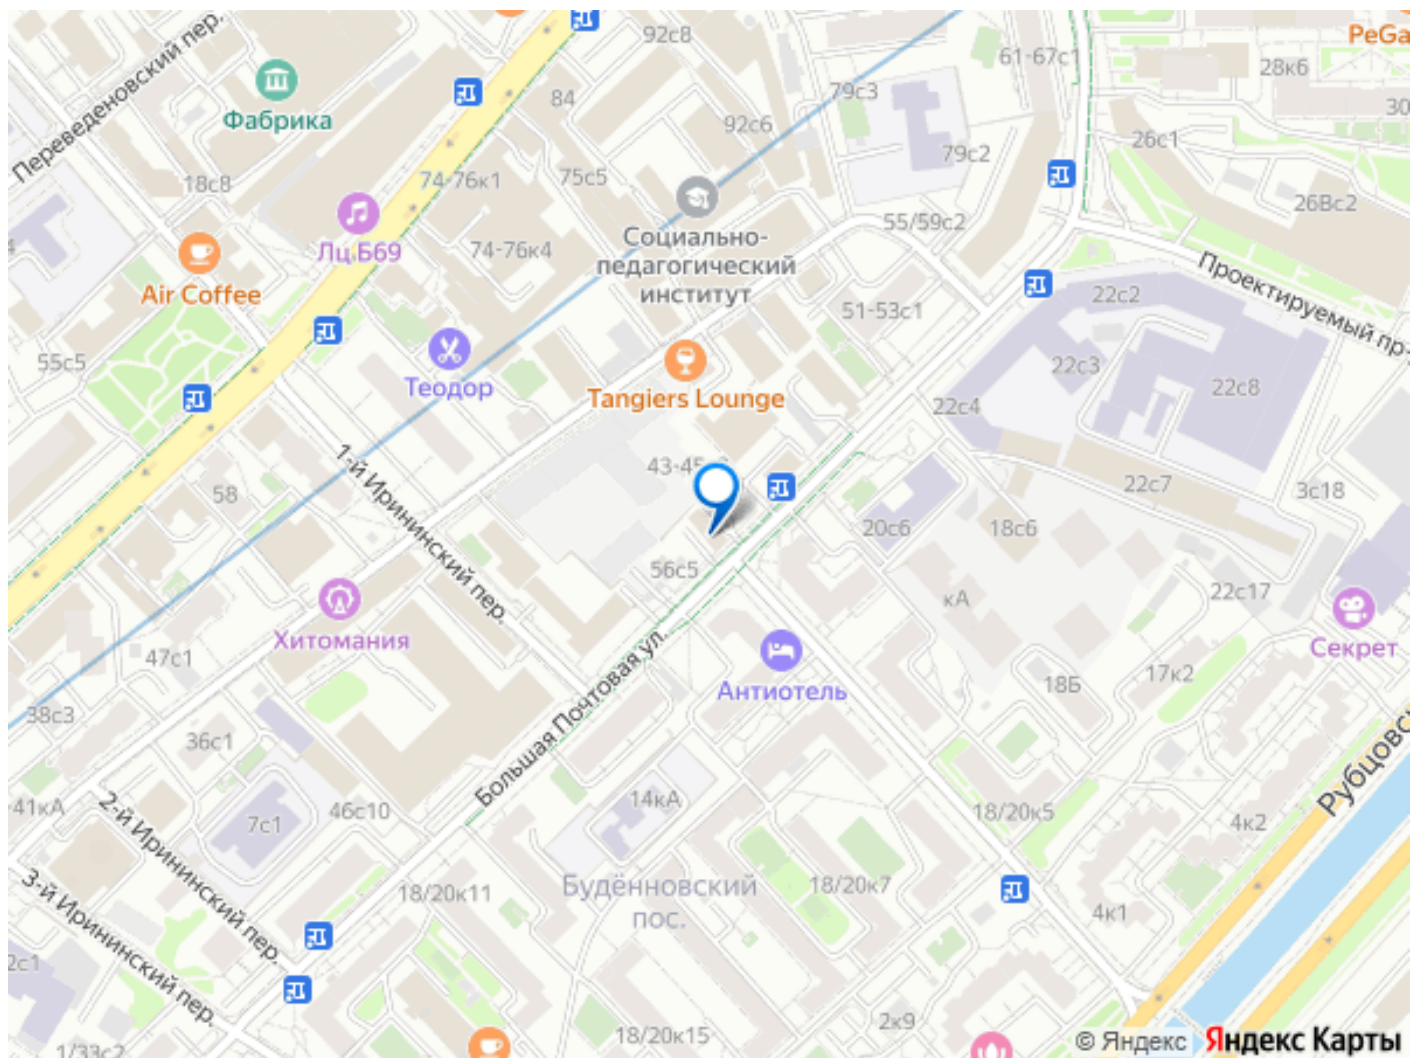 92с8
61-67с1
PeGa
28к6
Переведеновский пер.
Фабрика
84
79с3
92с6
30
26с1
79с2
18с8
74-76к1
75с5
26Вс2
Лц Б69
74-76к4
Социально-
педагогический
институт
55/59с2
Air Coffee
Проектируемый пр-
22с2
51-53с1
55с5
Теодор
Tangiers Lounge
22с3
22с8
22с4
1-й Ирининский пер.
43-45
58
22с7
3с18
20с6
18с6
56с5
кА
22с17
Хитомания
Секрет
47с1
Большая Почтовая ул.
Антиотель
17к2
18Б
38с3
36с1
Рубцовс
41кА
2-й Ирининский пер.
7с1
46с10
14кА
18/20к5
4к2
3-й Ирининский пер.
18/20к11
Будённовский
пос.
18/20к7
4к1
2с1
2к9
18/20к15
1/33с2
© Яндекс Яндекс Карты